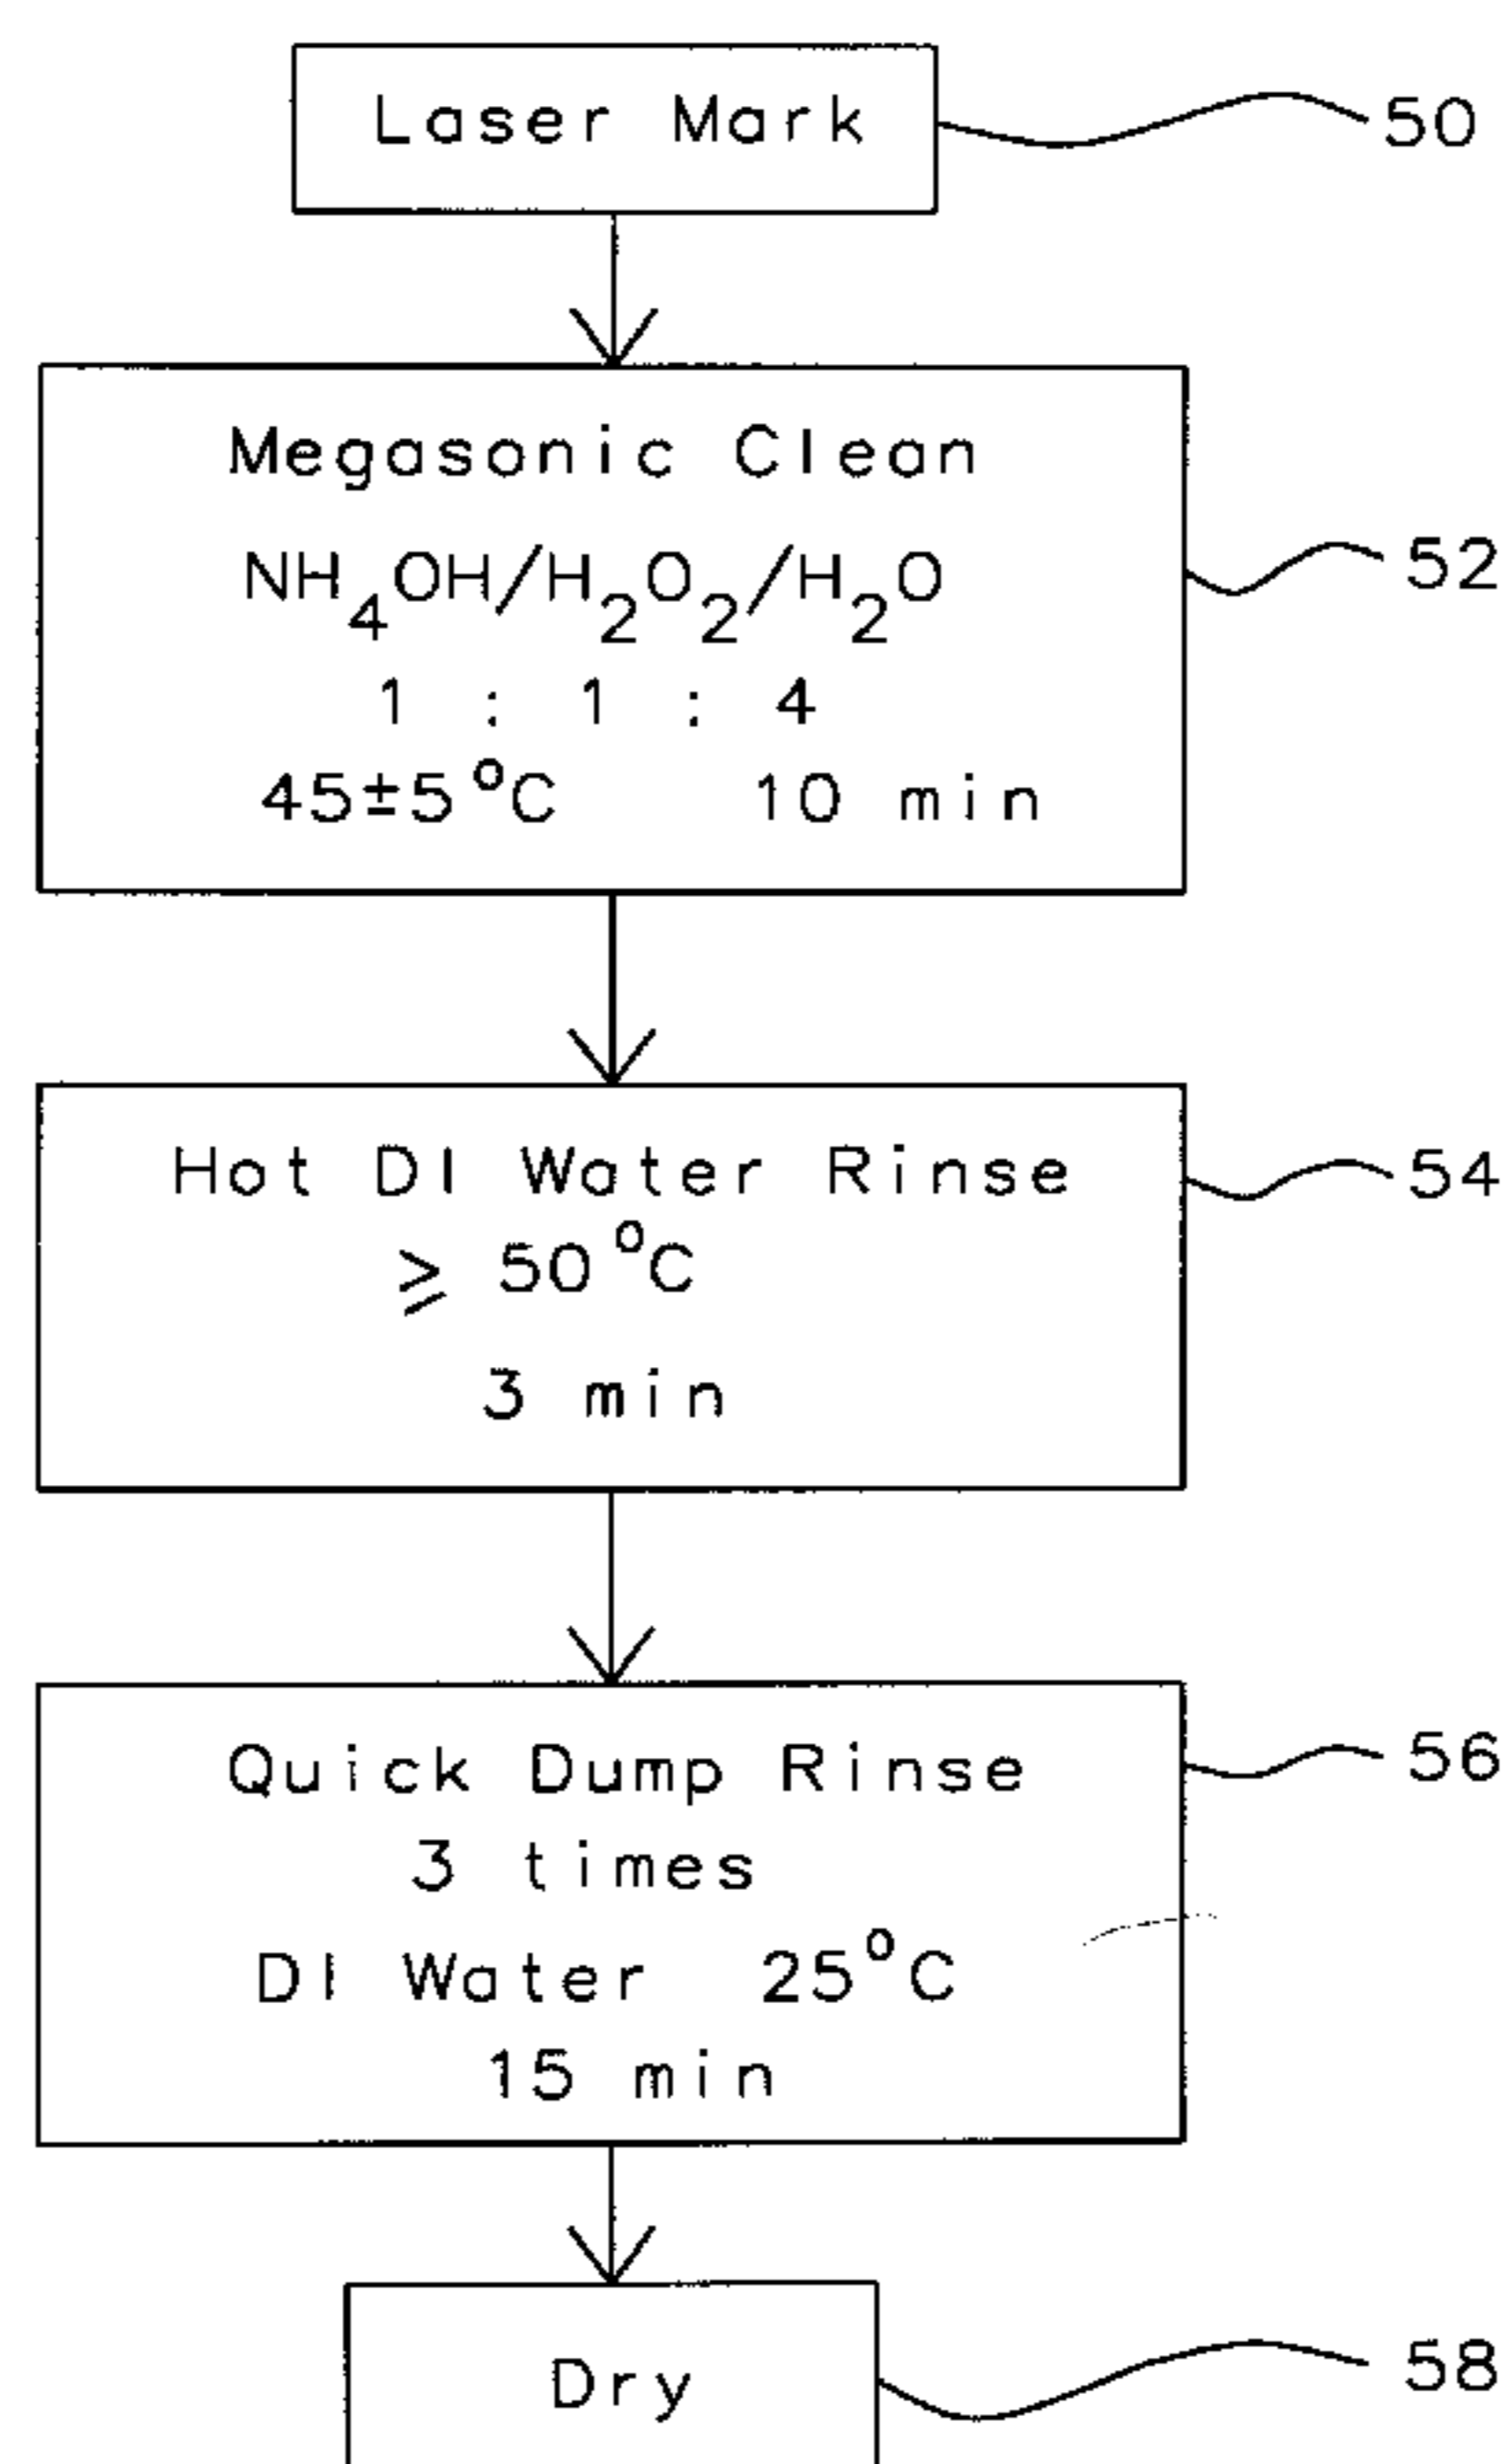 Laser Mark
50
Megasonic Clean
NH₄OH/H₂O₂/H₂O
52
1 : 1 : 4
45±5°C 10 min
Hot DI Water Rinse
54
≥ 50°C
3 min
Quick Dump Rinse
56
3 times
DI Water 25°C
15 min
Dry
58